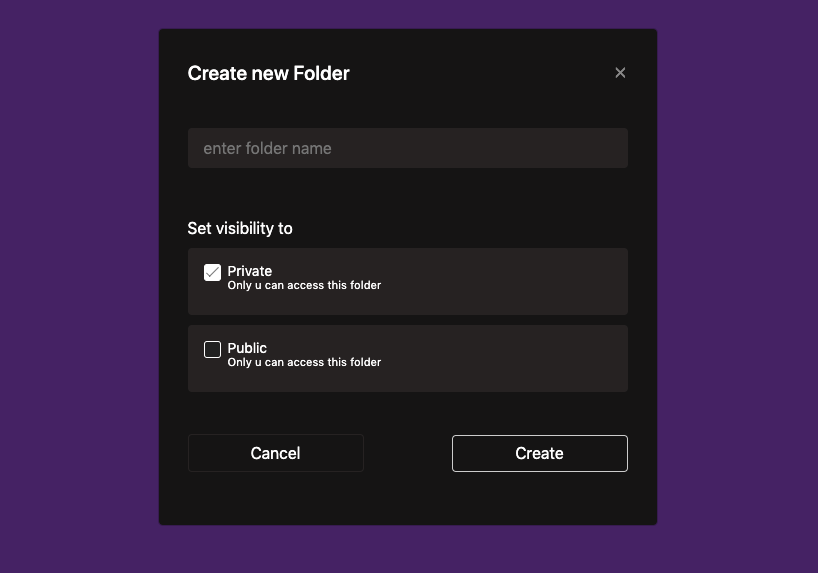 Create new Folder
enter folder name
Set visibility to
Private
Only u can access this folder
Public
Only u can access this folder
Cancel
Create